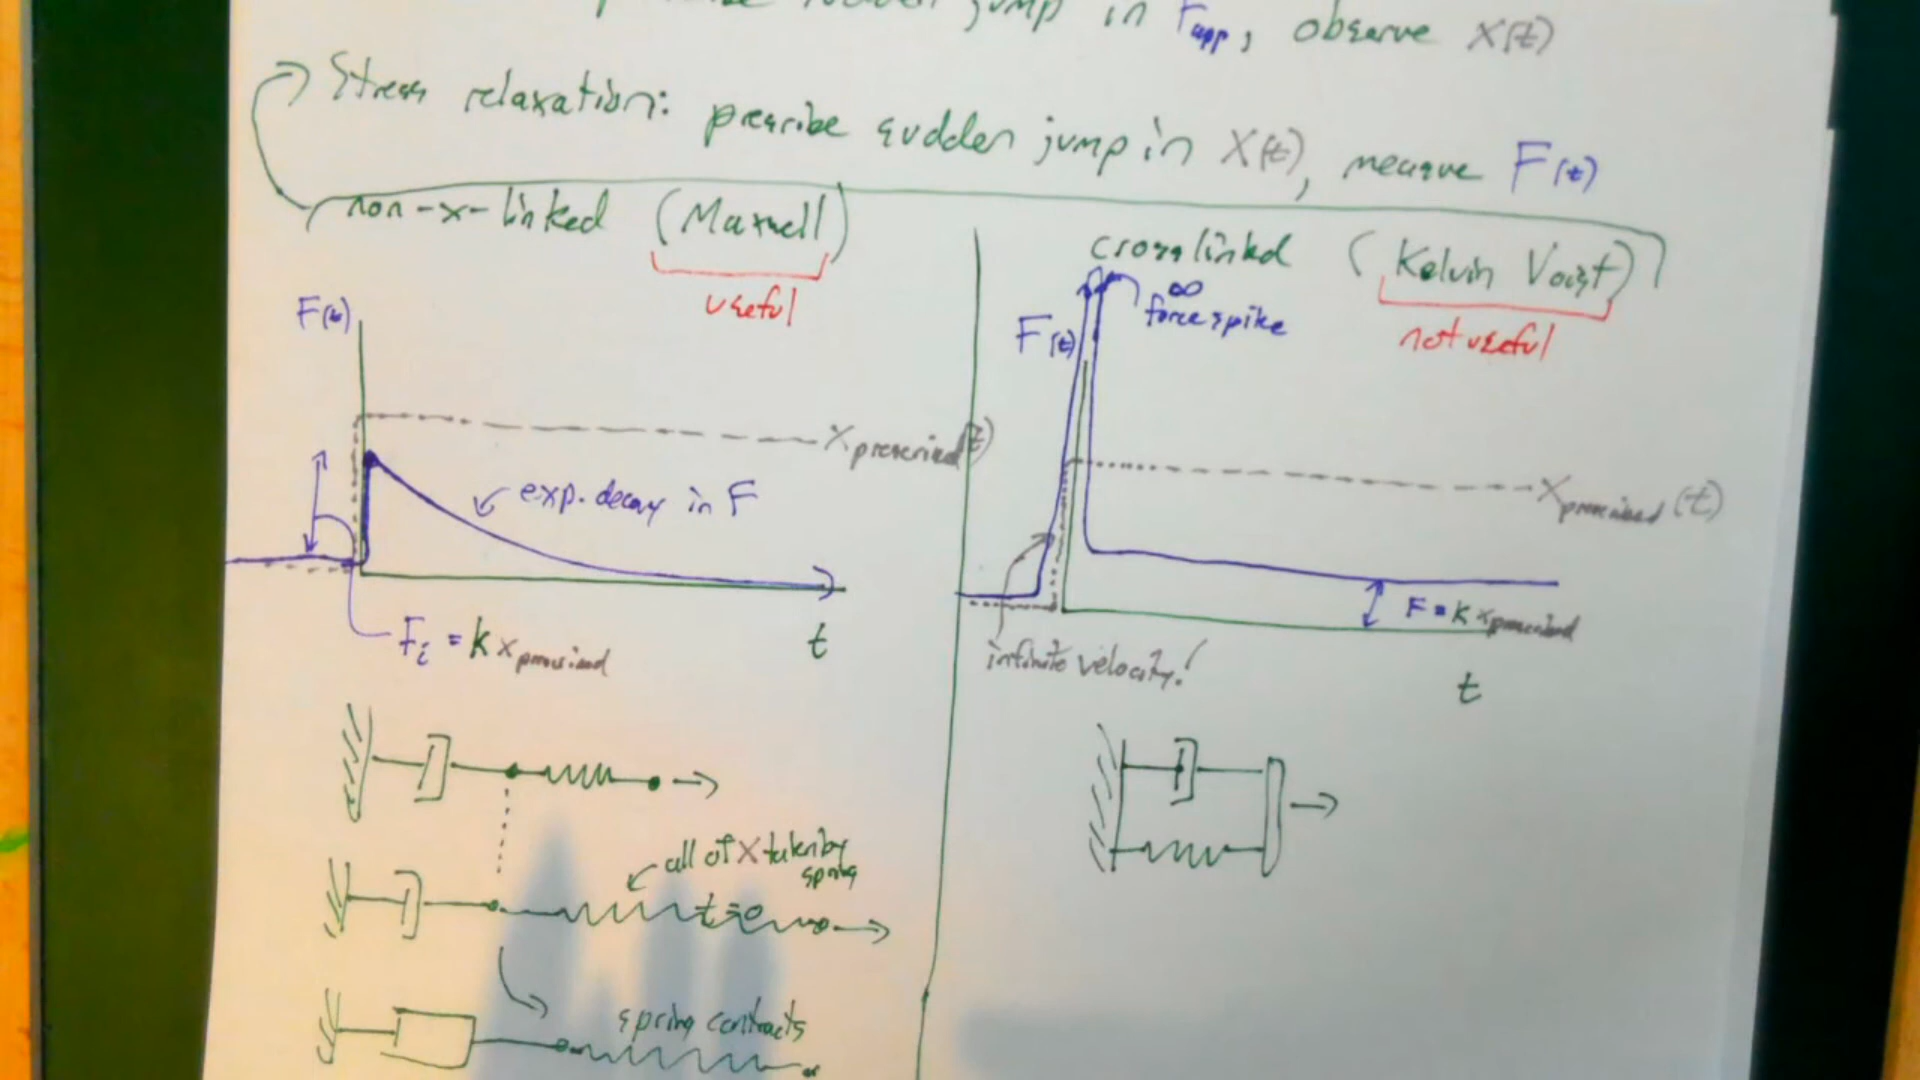 jump in Fapp, observe X(t)
Stress relaxation: prescribe sudden jump in X(t), measure F(t)
non-x-linked (Maxwell)
useful
F(t)
Xprescribed(t)
exp. decay in F
Fi = k xprescribed
t
all of X taken by
spring
t=0
spring contracts
crosslinked (Kelvin Voigt)
not useful
∞
force spike
F(t)
Xprescribed(t)
F = k xprescribed
infinite velocity!
t